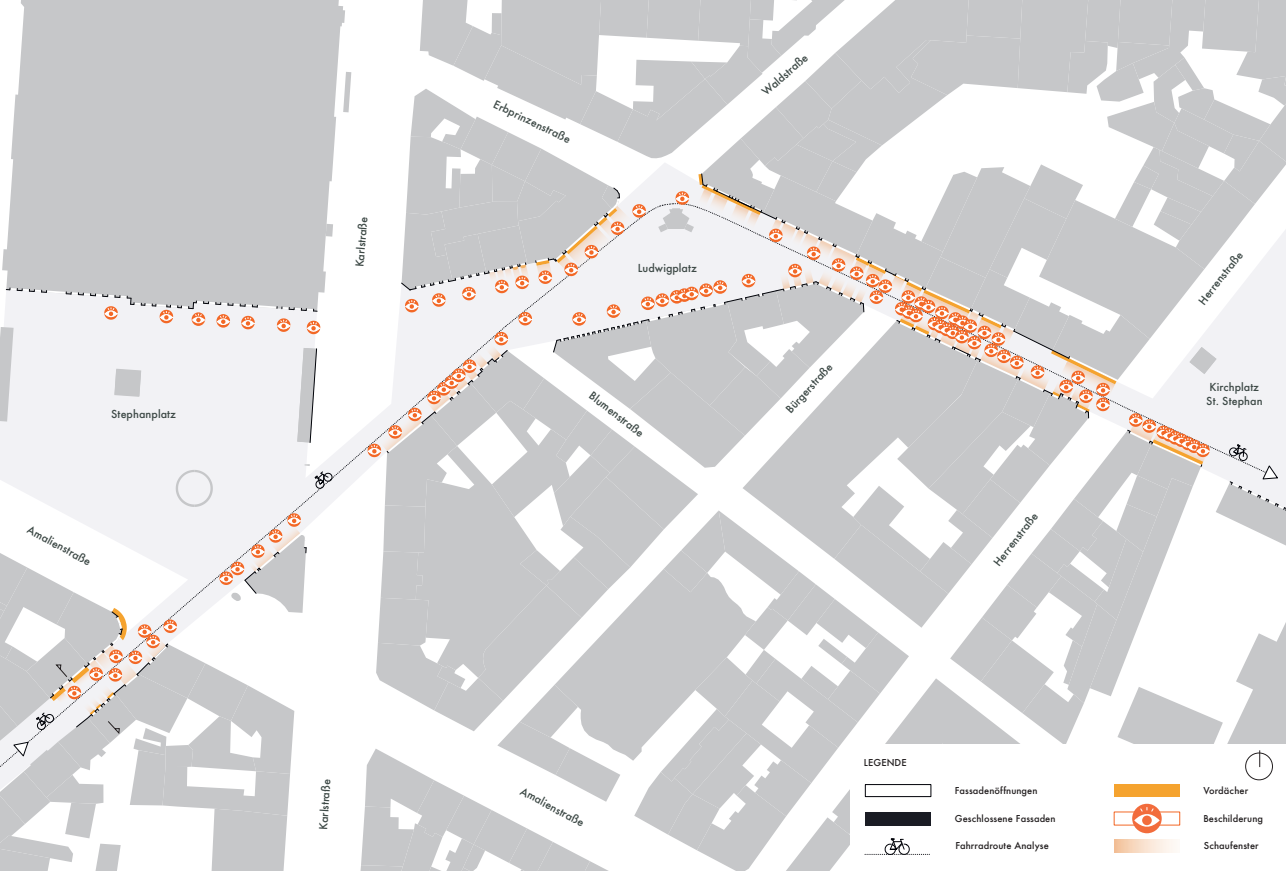 Waldstraße
Erbprinzenstraße
Karlstraße
Ludwigplatz
Herrenstraße
Kirchplatz
St. Stephan
Stephanplatz
Blumenstraße
Bürgerstraße
Amalienstraße
Herrenstraße
Karlstraße
Amalienstraße
LEGENDE
Fassadenöffnungen
Vordächer
Geschlossene Fassaden
Beschilderung
Fahrradroute Analyse
Schaufenster